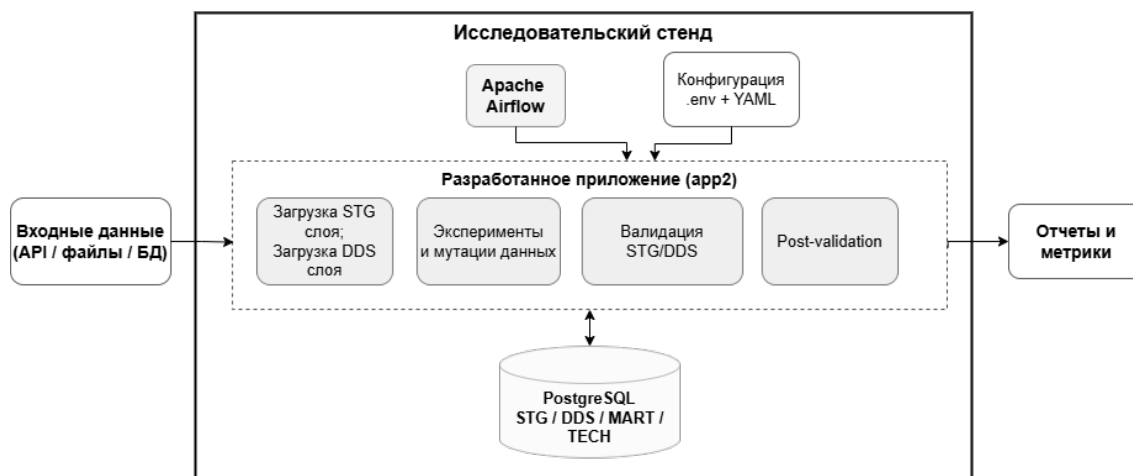 Исследовательский стенд
Apache
Airflow
Конфигурация
.env + YAML
Разработанное приложение (app2)
Входные данные
(API / файлы / БД)
Загрузка STG
слоя;
Загрузка DDS
слоя
Эксперименты
и мутации данных
Валидация
STG/DDS
Post-validation
Отчеты и
метрики
PostgreSQL
STG / DDS / MART /
TECH